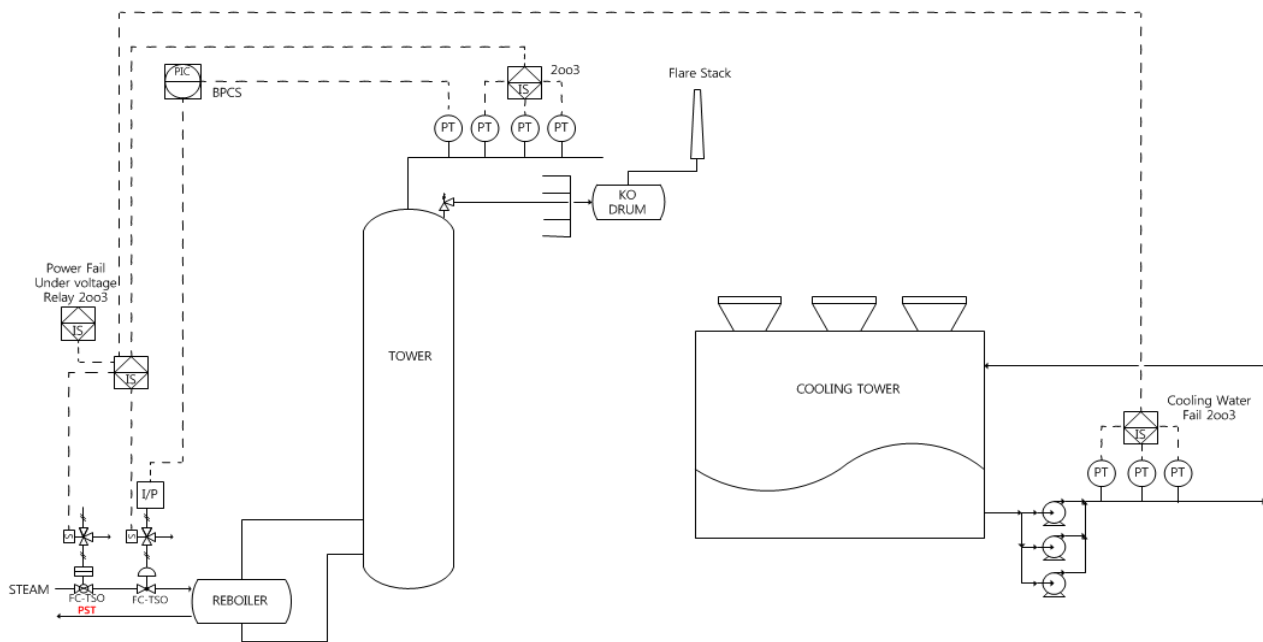 PIC
BPCS
2oo3
IS
PT
PT
PT
PT
Flare Stack
KO
DRUM
Power Fail
Under voltage
Relay 2oo3
IS
IS
TOWER
COOLING TOWER
Cooling Water
Fail 2oo3
IS
PT
PT
PT
I/P
S
S
STEAM
FC-TSO
PST
FC-TSO
REBOILER